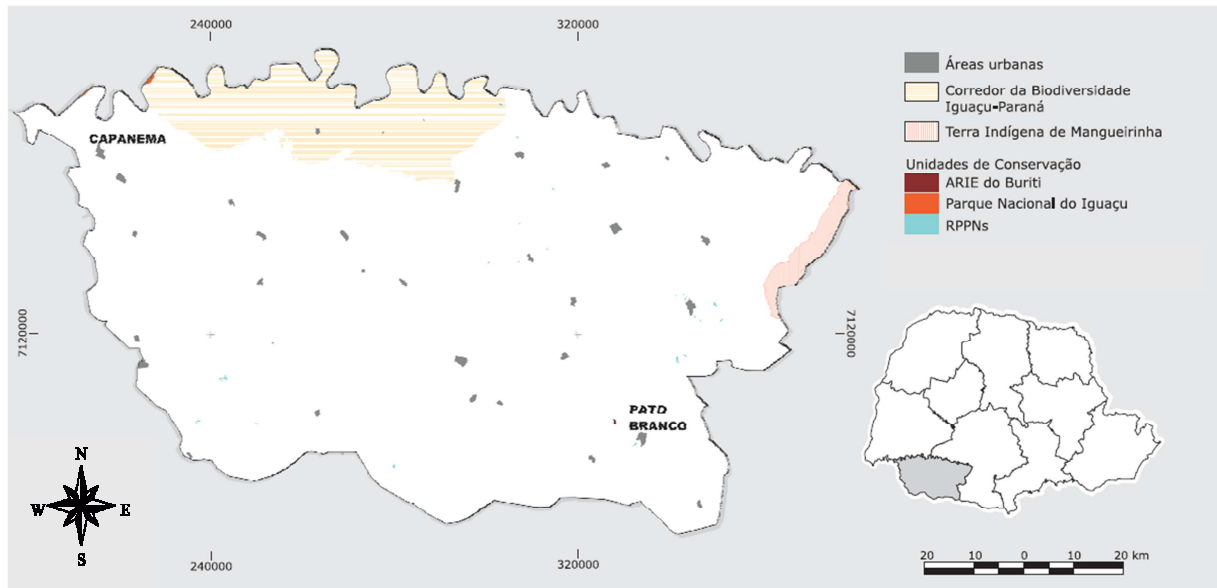 240000
320000
Áreas urbanas
Corredor da Biodiversidade
Iguaçu-Paraná
Terra Indígena de Mangueirinha
Unidades de Conservação
ARIE do Buriti
Parque Nacional do Iguaçu
RPPNs
CAPANEMA
7120000
7120000
PATO
BRANCO
N
W
E
S
240000
320000
20
10
0
10
20 km